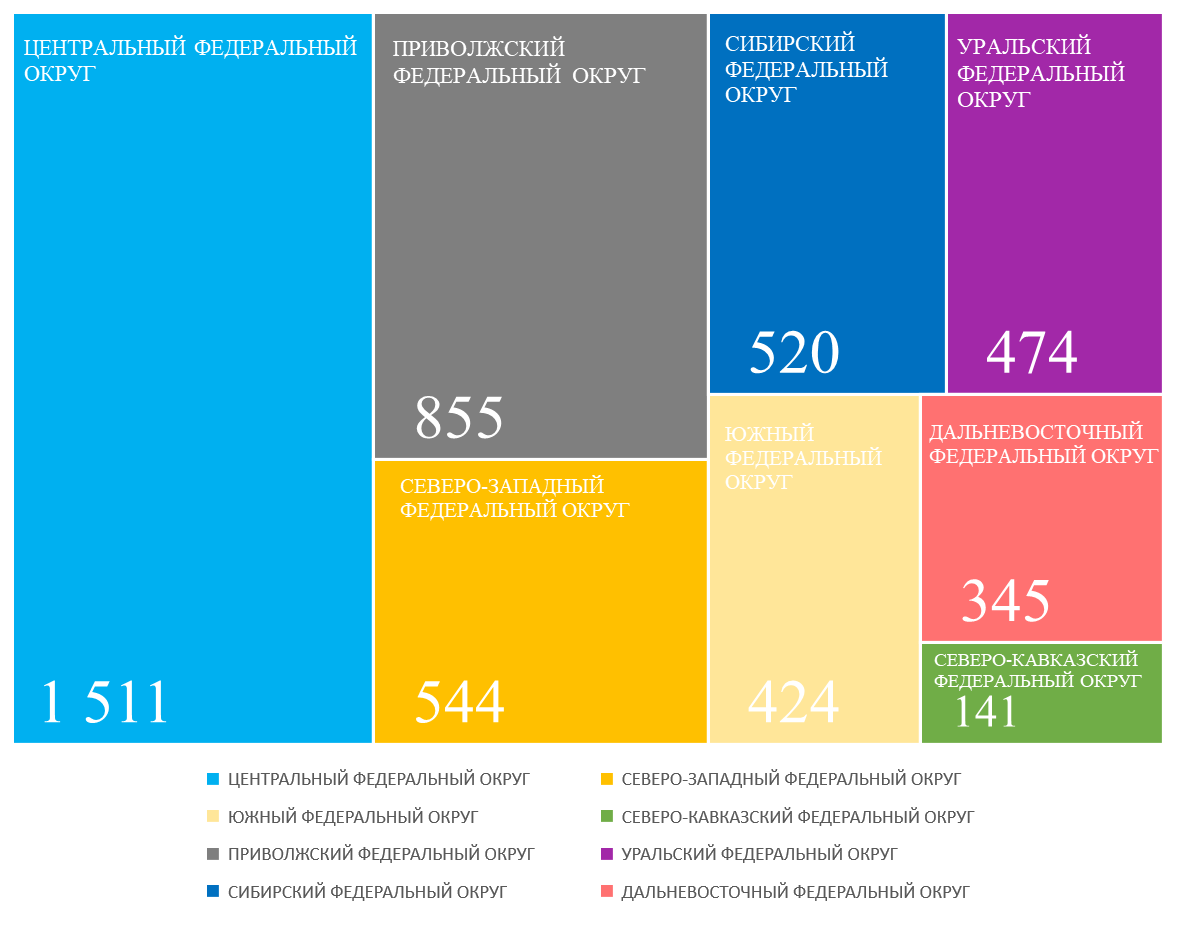 ЦЕНТРАЛЬНЫЙ ФЕДЕРАЛЬНЫЙ
ОКРУГ
1 511
ПРИВОЛЖСКИЙ
ФЕДЕРАЛЬНЫЙ ОКРУГ
855
СЕВЕРО-ЗАПАДНЫЙ
ФЕДЕРАЛЬНЫЙ ОКРУГ
544
СИБИРСКИЙ
ФЕДЕРАЛЬНЫЙ
ОКРУГ
520
УРАЛЬСКИЙ
ФЕДЕРАЛЬНЫЙ
ОКРУГ
474
ЮЖНЫЙ
ФЕДЕРАЛЬНЫЙ
ОКРУГ
424
ДАЛЬНЕВОСТОЧНЫЙ
ФЕДЕРАЛЬНЫЙ ОКРУГ
345
СЕВЕРО-КАВКАЗСКИЙ
ФЕДЕРАЛЬНЫЙ ОКРУГ
141
ЦЕНТРАЛЬНЫЙ ФЕДЕРАЛЬНЫЙ ОКРУГ
СЕВЕРО-ЗАПАДНЫЙ ФЕДЕРАЛЬНЫЙ ОКРУГ
ЮЖНЫЙ ФЕДЕРАЛЬНЫЙ ОКРУГ
СЕВЕРО-КАВКАЗСКИЙ ФЕДЕРАЛЬНЫЙ ОКРУГ
ПРИВОЛЖСКИЙ ФЕДЕРАЛЬНЫЙ ОКРУГ
УРАЛЬСКИЙ ФЕДЕРАЛЬНЫЙ ОКРУГ
СИБИРСКИЙ ФЕДЕРАЛЬНЫЙ ОКРУГ
ДАЛЬНЕВОСТОЧНЫЙ ФЕДЕРАЛЬНЫЙ ОКРУГ